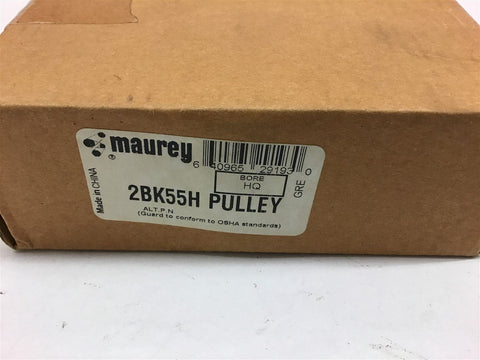 maurey
®
6 40965 29193 0
BORE
HQ
GRE
Made in CHINA
2BK55H PULLEY
ALT.P.N.
(Guard to conform to OSHA standards)